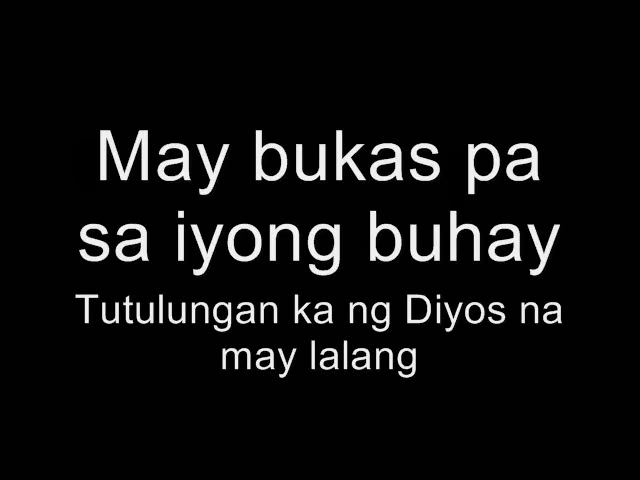 May bukas pa
sa iyong buhay
Tutulungan ka ng Diyos na
may lalang